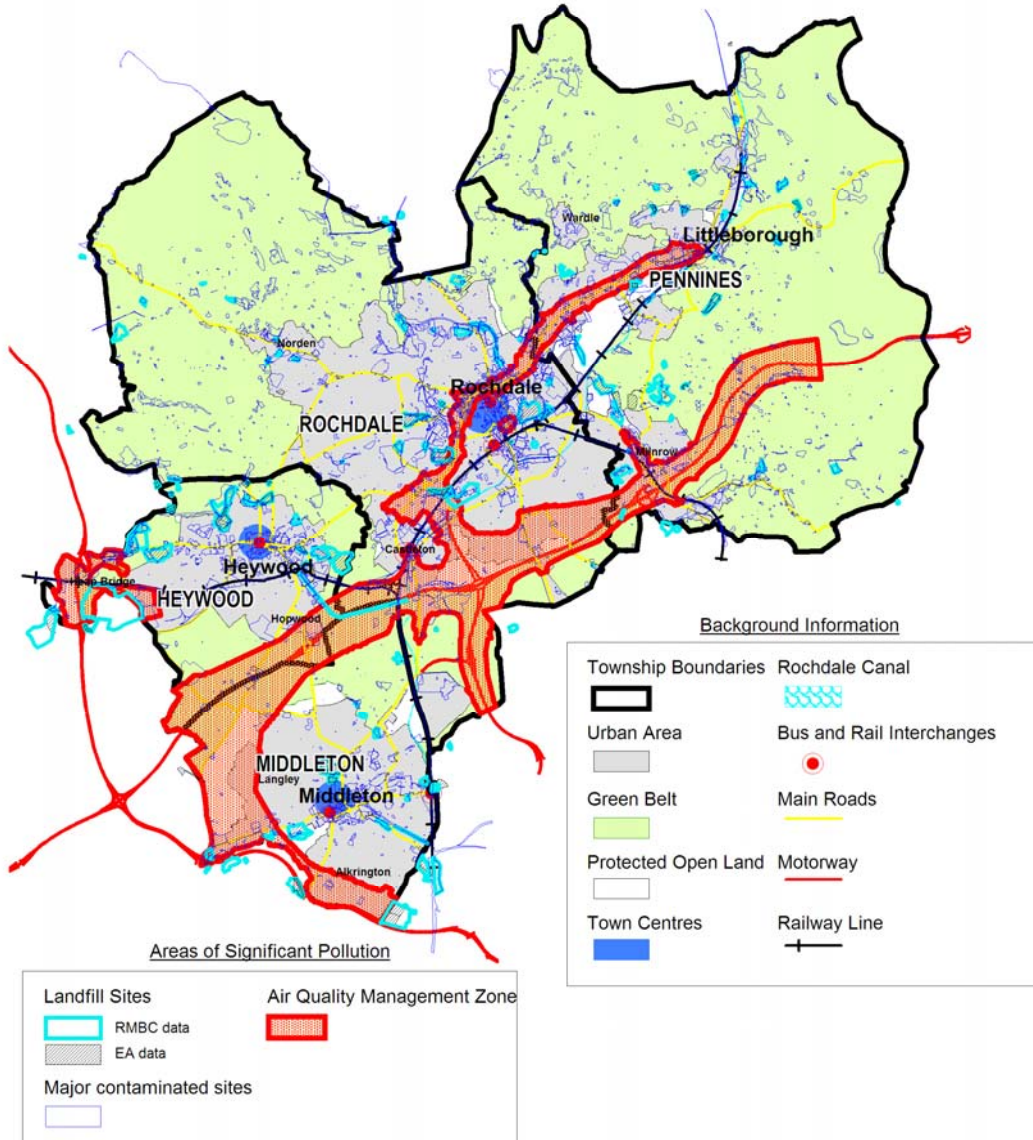 Wardle
Littleborough
PENNINES
Norden
Rochdale
ROCHDALE
Milnrow
Castleton
Heywood
Heap Bridge
HEYWOOD
Hopwood
MIDDLETON
Langley
Middleton
Alkrington
Background Information
Township Boundaries
Rochdale Canal
Urban Area
Bus and Rail Interchanges
Green Belt
Main Roads
Protected Open Land
Motorway
Town Centres
Railway Line
Areas of Significant Pollution
Landfill Sites
Air Quality Management Zone
RMBC data
EA data
Major contaminated sites